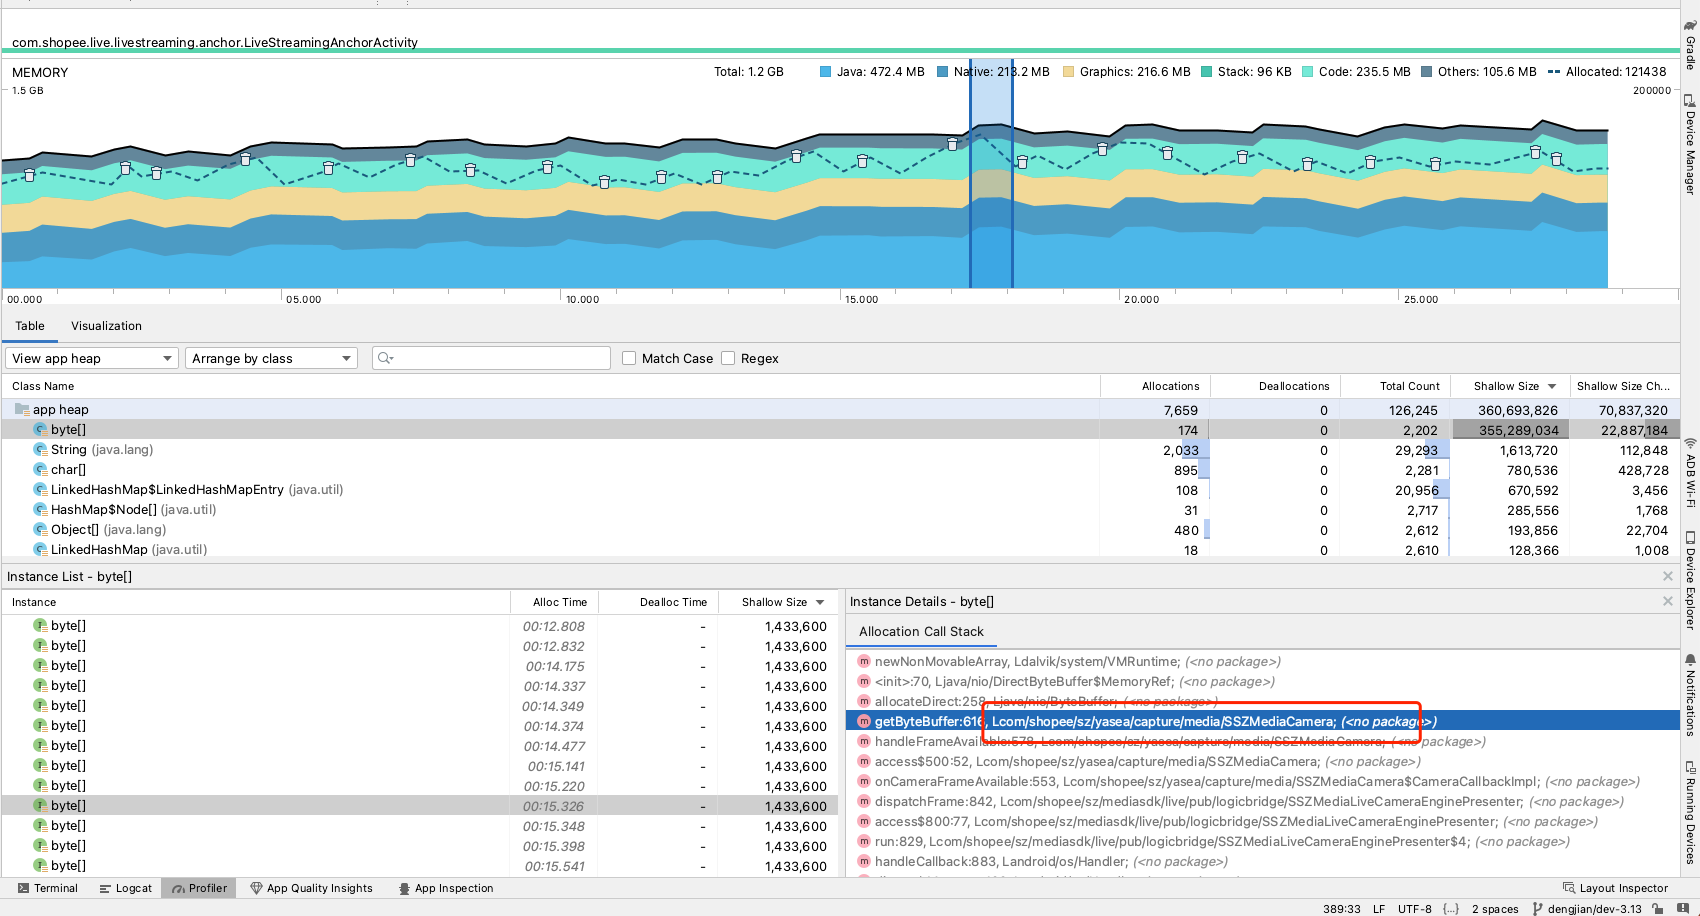 com.shopee.live.livestreaming.anchor.LiveStreamingAnchorActivity
MEMORY
Total: 1.2 GB Java: 472.4 MB Native: 213.2 MB Graphics: 216.6 MB Stack: 96 KB Code: 235.5 MB Others: 105.6 MB Allocated: 121438
1.5 GB 200000
00.000 05.000 10.000 15.000 20.000 25.000
Table Visualization
View app heap Arrange by class Match Case Regex
Class Name Allocations Deallocations Total Count Shallow Size Shallow Size Ch...
app heap 7,659 0 126,245 360,693,826 70,837,320
byte[] 174 0 2,202 355,289,034 22,887,184
String (java.lang) 2,033 0 29,293 1,613,720 112,848
char[] 895 0 2,281 780,536 428,728
LinkedHashMap$LinkedHashMapEntry (java.util) 108 0 20,956 670,592 3,456
HashMap$Node[] (java.util) 31 0 2,717 285,556 1,768
Object[] (java.lang) 480 0 2,612 193,856 22,704
LinkedHashMap (java.util) 18 0 2,610 128,366 1,008
Instance List - byte[]
Instance Alloc Time Dealloc Time Shallow Size
byte[] 00:12.808 - 1,433,600
byte[] 00:12.832 - 1,433,600
byte[] 00:14.175 - 1,433,600
byte[] 00:14.337 - 1,433,600
byte[] 00:14.349 - 1,433,600
byte[] 00:14.374 - 1,433,600
byte[] 00:14.477 - 1,433,600
byte[] 00:15.141 - 1,433,600
byte[] 00:15.220 - 1,433,600
byte[] 00:15.326 - 1,433,600
byte[] 00:15.348 - 1,433,600
byte[] 00:15.398 - 1,433,600
byte[] 00:15.541 - 1,433,600
Instance Details - byte[]
Allocation Call Stack
newNonMovableArray, Ldalvik/system/VMRuntime; (<no package>)
<init>:70, Ljava/nio/DirectByteBuffer$MemoryRef; (<no package>)
allocateDirect:258, Ljava/nio/ByteBuffer; (<no package>)
getByteBuffer:616, Lcom/shopee/sz/yasea/capture/media/SSZMediaCamera; (<no package>)
handleFrameAvailable:578, Lcom/shopee/sz/yasea/capture/media/SSZMediaCamera; (<no package>)
access$500:52, Lcom/shopee/sz/yasea/capture/media/SSZMediaCamera; (<no package>)
onCameraFrameAvailable:553, Lcom/shopee/sz/yasea/capture/media/SSZMediaCamera$CameraCallbackImpl; (<no package>)
dispatchFrame:842, Lcom/shopee/sz/mediasdk/live/pub/logicbridge/SSZMediaLiveCameraEnginePresenter; (<no package>)
access$800:77, Lcom/shopee/sz/mediasdk/live/pub/logicbridge/SSZMediaLiveCameraEnginePresenter; (<no package>)
run:829, Lcom/shopee/sz/mediasdk/live/pub/logicbridge/SSZMediaLiveCameraEnginePresenter$4; (<no package>)
handleCallback:883, Landroid/os/Handler; (<no package>)
Terminal Logcat Profiler App Quality Insights App Inspection Layout Inspector
389:33 LF UTF-8 {...} 2 spaces dengjian/dev-3.13
Gradle
Device Manager
ADB Wi-Fi
Device Explorer
Notifications
Running Devices